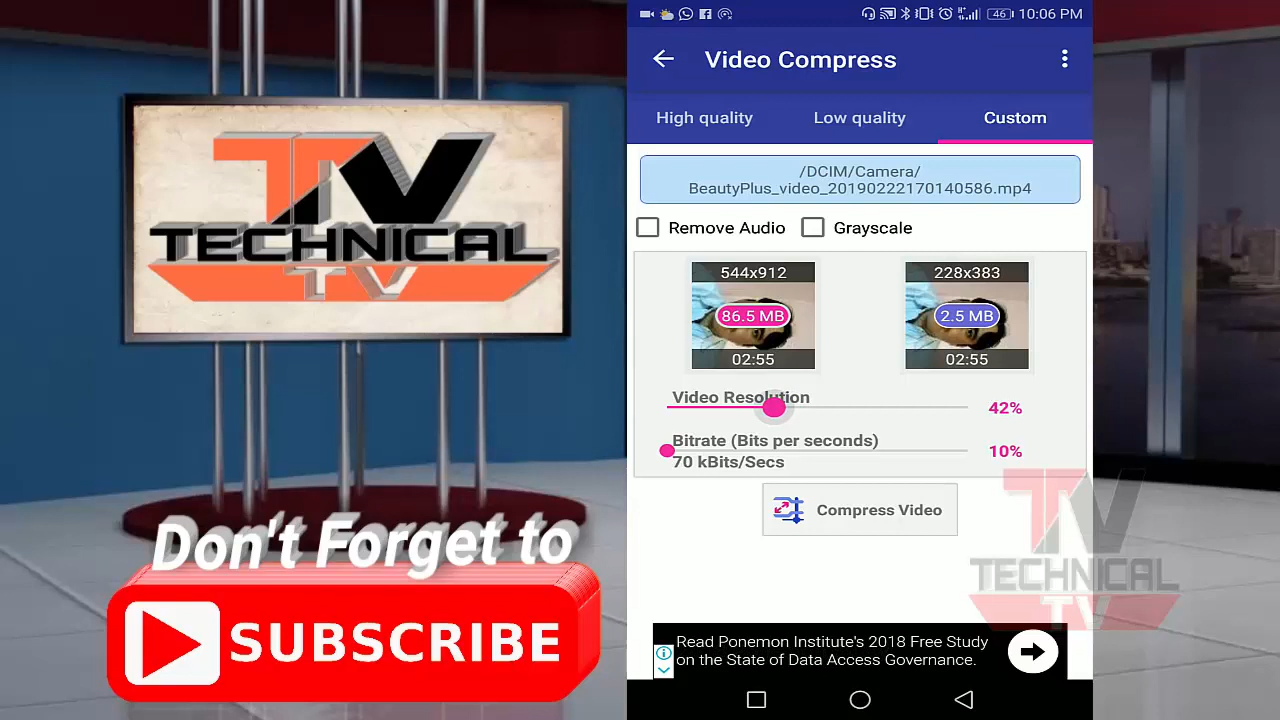 TV
TECHNICAL
TV
Don't Forget to
SUBSCRIBE
46 10:06 PM
Video Compress
High quality
Low quality
Custom
/DCIM/Camera/
BeautyPlus_video_20190222170140586.mp4
Remove Audio
Grayscale
544x912
86.5 MB
02:55
228x383
2.5 MB
02:55
Video Resolution
42%
Bitrate (Bits per seconds)
70 kBits/Secs
10%
Compress Video
TV
TECHNICAL
TV
Read Ponemon Institute's 2018 Free Study
on the State of Data Access Governance.